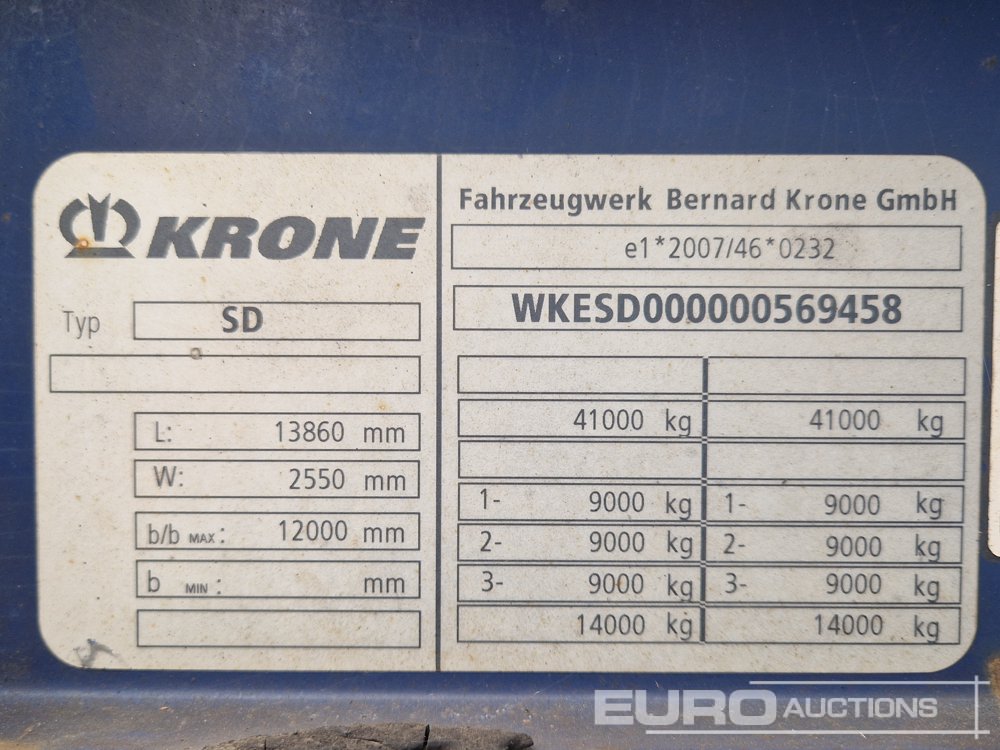 KRONE
Typ SD
L: 13860 mm
W: 2550 mm
b/b MAX: 12000 mm
b MIN: mm
Fahrzeugwerk Bernard Krone GmbH
e1*2007/46*0232
WKESD000000569458
41000 kg 41000 kg
1- 9000 kg 1- 9000 kg
2- 9000 kg 2- 9000 kg
3- 9000 kg 3- 9000 kg
14000 kg 14000 kg
EURO AUCTIONS